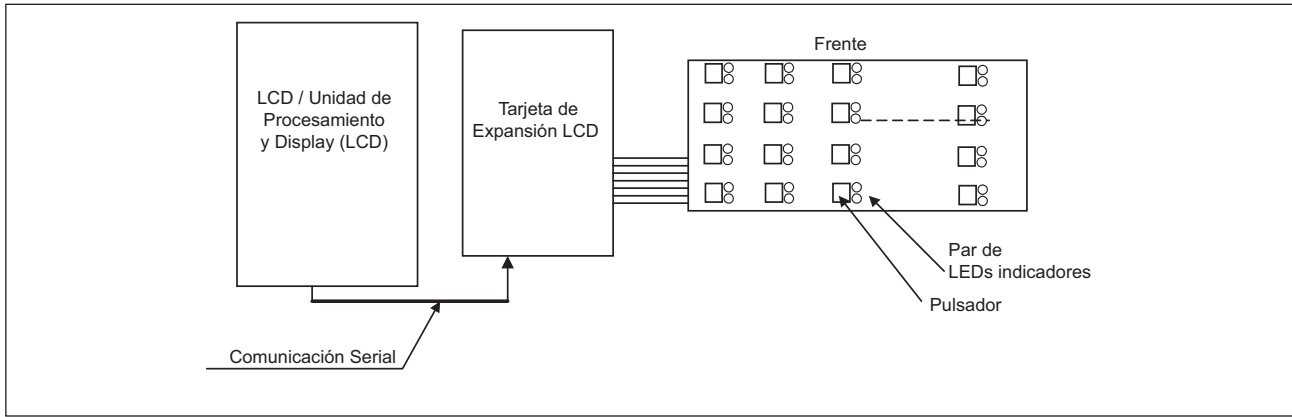 LCD / Unidad de
Procesamiento
y Display (LCD)
Tarjeta de
Expansión LCD
Frente
Par de
LEDs indicadores
Pulsador
Comunicación Serial